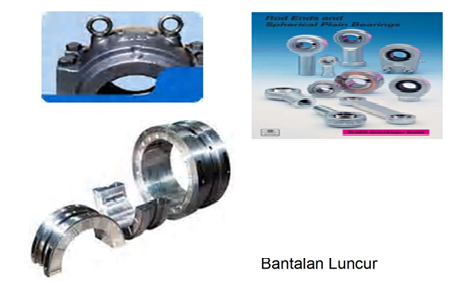 Rod Ends and
Spherical Plain Bearings
Bantalan Luncur